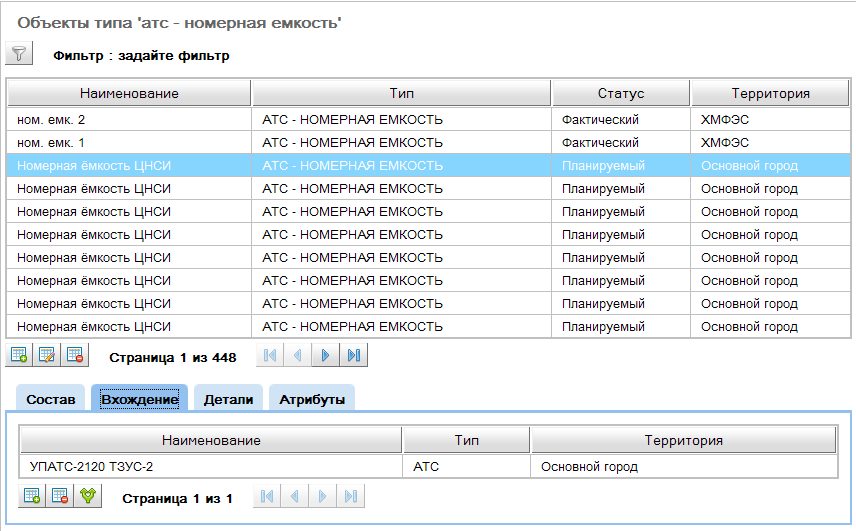 Объекты типа 'атс - номерная емкость'
Фильтр : задайте фильтр
Наименование Тип Статус Территория
ном. емк. 2 АТС - НОМЕРНАЯ ЕМКОСТЬ Фактический ХМФЭС
ном. емк. 1 АТС - НОМЕРНАЯ ЕМКОСТЬ Фактический ХМФЭС
Номерная ёмкость ЦНСИ АТС - НОМЕРНАЯ ЕМКОСТЬ Планируемый Основной город
Номерная ёмкость ЦНСИ АТС - НОМЕРНАЯ ЕМКОСТЬ Планируемый Основной город
Номерная ёмкость ЦНСИ АТС - НОМЕРНАЯ ЕМКОСТЬ Планируемый Основной город
Номерная ёмкость ЦНСИ АТС - НОМЕРНАЯ ЕМКОСТЬ Планируемый Основной город
Номерная ёмкость ЦНСИ АТС - НОМЕРНАЯ ЕМКОСТЬ Планируемый Основной город
Номерная ёмкость ЦНСИ АТС - НОМЕРНАЯ ЕМКОСТЬ Планируемый Основной город
Номерная ёмкость ЦНСИ АТС - НОМЕРНАЯ ЕМКОСТЬ Планируемый Основной город
Номерная ёмкость ЦНСИ АТС - НОМЕРНАЯ ЕМКОСТЬ Планируемый Основной город
Страница 1 из 448
Состав Вхождение Детали Атрибуты
Наименование Тип Территория
УПАТС-2120 ТЗУС-2 АТС Основной город
Страница 1 из 1